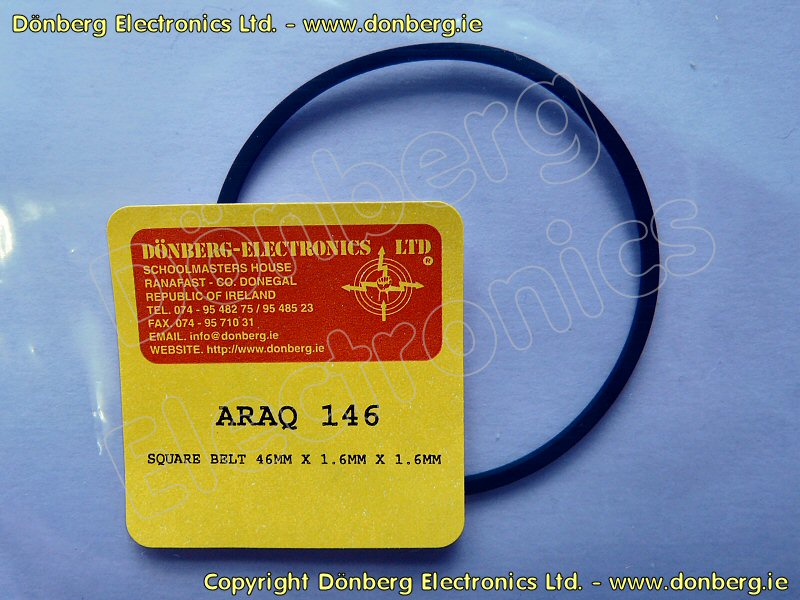 Dönberg Electronics Ltd. - www.donberg.ie
Dönberg
Electronics
DÖNBERG-ELECTRONICS LTD
®
SCHOOLMASTERS HOUSE
RANAFAST - CO. DONEGAL
REPUBLIC OF IRELAND
TEL. 074 - 95 482 75 / 95 485 23
FAX. 074 - 95 710 31
EMAIL. info@donberg.ie
WEBSITE. http://www.donberg.ie
ARAQ 146
SQUARE BELT 46MM X 1.6MM X 1.6MM
Copyright Dönberg Electronics Ltd. - www.donberg.ie